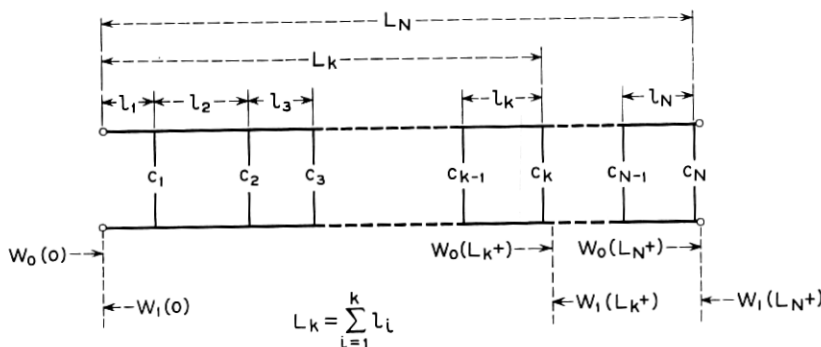 L_N
L_k
l_1 l_2 l_3 l_k l_N
c_1 c_2 c_3 c_{k-1} c_k c_{N-1} c_N
W_0(0) W_0(L_k+) W_0(L_N+)
W_1(0) W_1(L_k+) W_1(L_N+)
L_k = \sum_{i=1}^{k} l_i